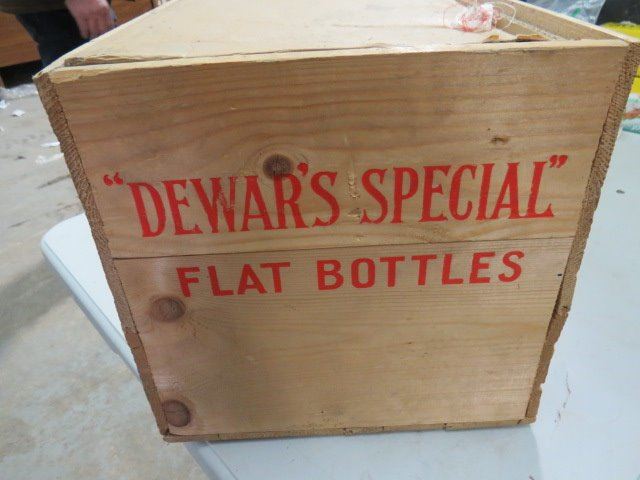 “DEWAR'S SPECIAL”
FLAT BOTTLES